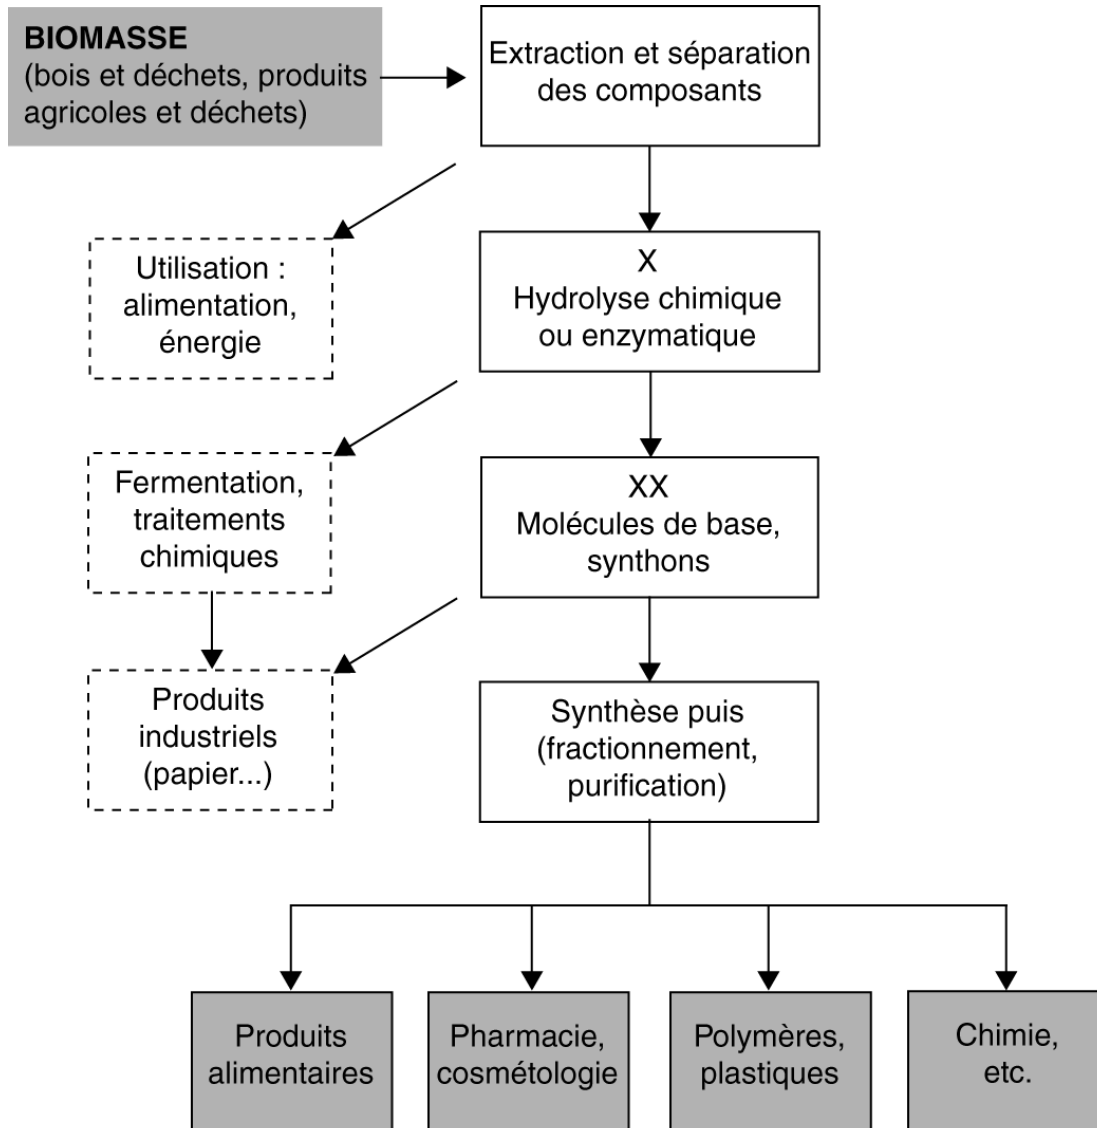 BIOMASSE
(bois et déchets, produits
agricoles et déchets)
Extraction et séparation
des composants
Utilisation :
alimentation,
énergie
X
Hydrolyse chimique
ou enzymatique
Fermentation,
traitements
chimiques
XX
Molécules de base,
synthons
Produits
industriels
(papier...)
Synthèse puis
(fractionnement,
purification)
Produits
alimentaires
Pharmacie,
cosmétologie
Polymères,
plastiques
Chimie,
etc.